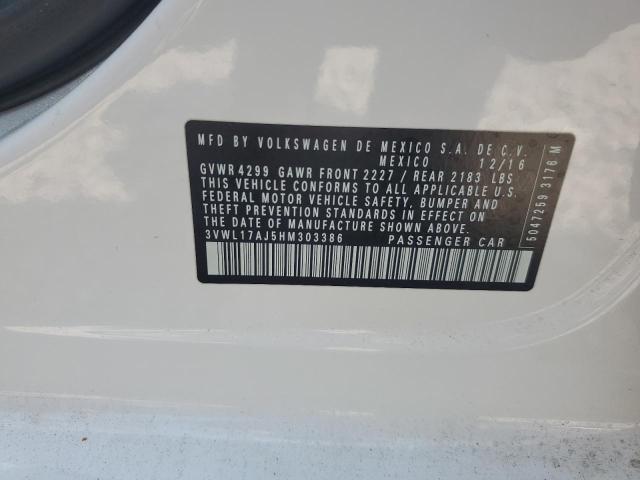 MFD BY VOLKSWAGEN DE MEXICO S.A. DE C.V.
MEXICO 12/16
GVWR 4299 GAWR FRONT 2227 / REAR 2183 LBS
THIS VEHICLE CONFORMS TO ALL APPLICABLE U.S.
FEDERAL MOTOR VEHICLE SAFETY, BUMPER AND
THEFT PREVENTION STANDARDS IN EFFECT ON
THE DATE OF MANUFACTURE SHOWN ABOVE.
3VWL17AJ5HM303386 PASSENGER CAR
5047259 3176 M